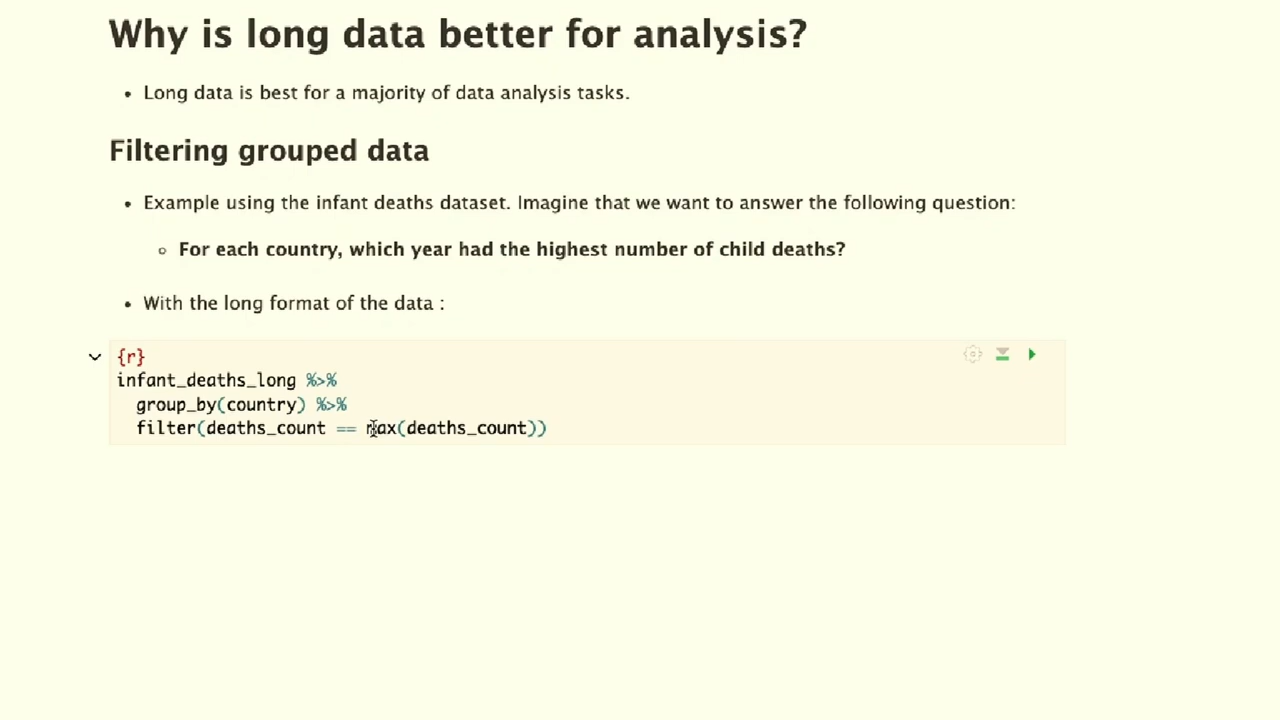 Why is long data better for analysis?
• Long data is best for a majority of data analysis tasks.
Filtering grouped data
• Example using the infant deaths dataset. Imagine that we want to answer the following question:
◦ For each country, which year had the highest number of child deaths?
• With the long format of the data :
{r}
infant_deaths_long %>%
group_by(country) %>%
filter(deaths_count == max(deaths_count))